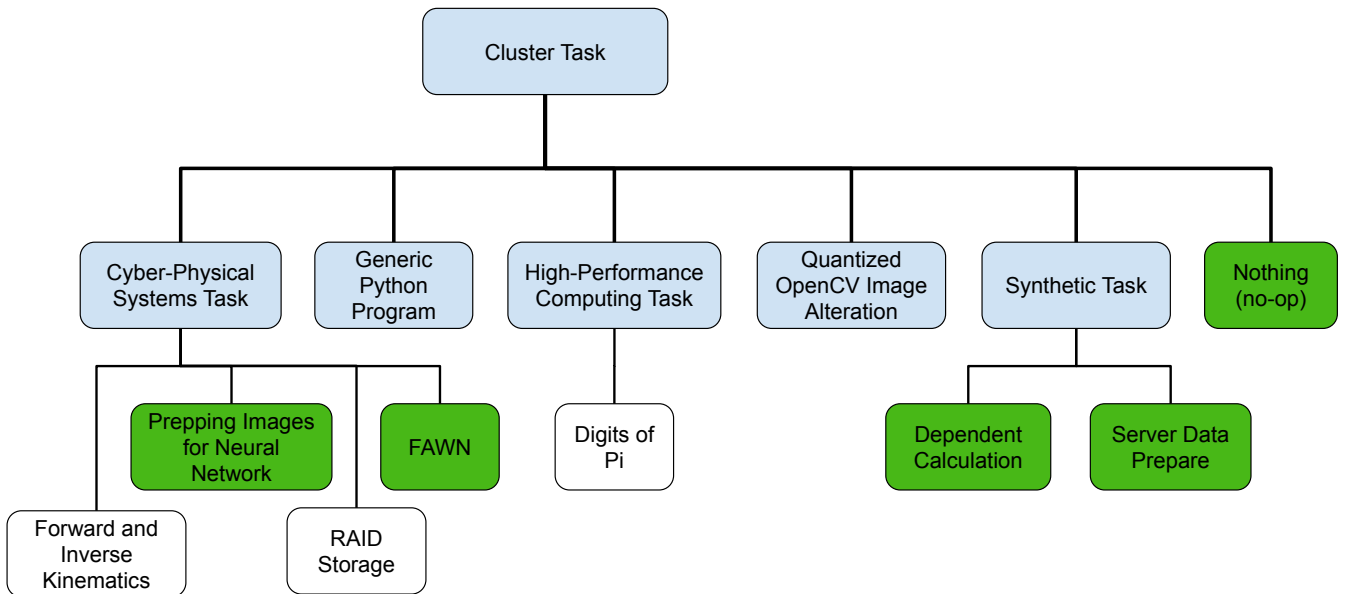 Cluster Task
Cyber-Physical
Systems Task
Generic
Python
Program
High-Performance
Computing Task
Quantized
OpenCV Image
Alteration
Synthetic Task
Nothing
(no-op)
Prepping Images
for Neural
Network
FAWN
Digits of
Pi
Dependent
Calculation
Server Data
Prepare
Forward and
Inverse
Kinematics
RAID
Storage